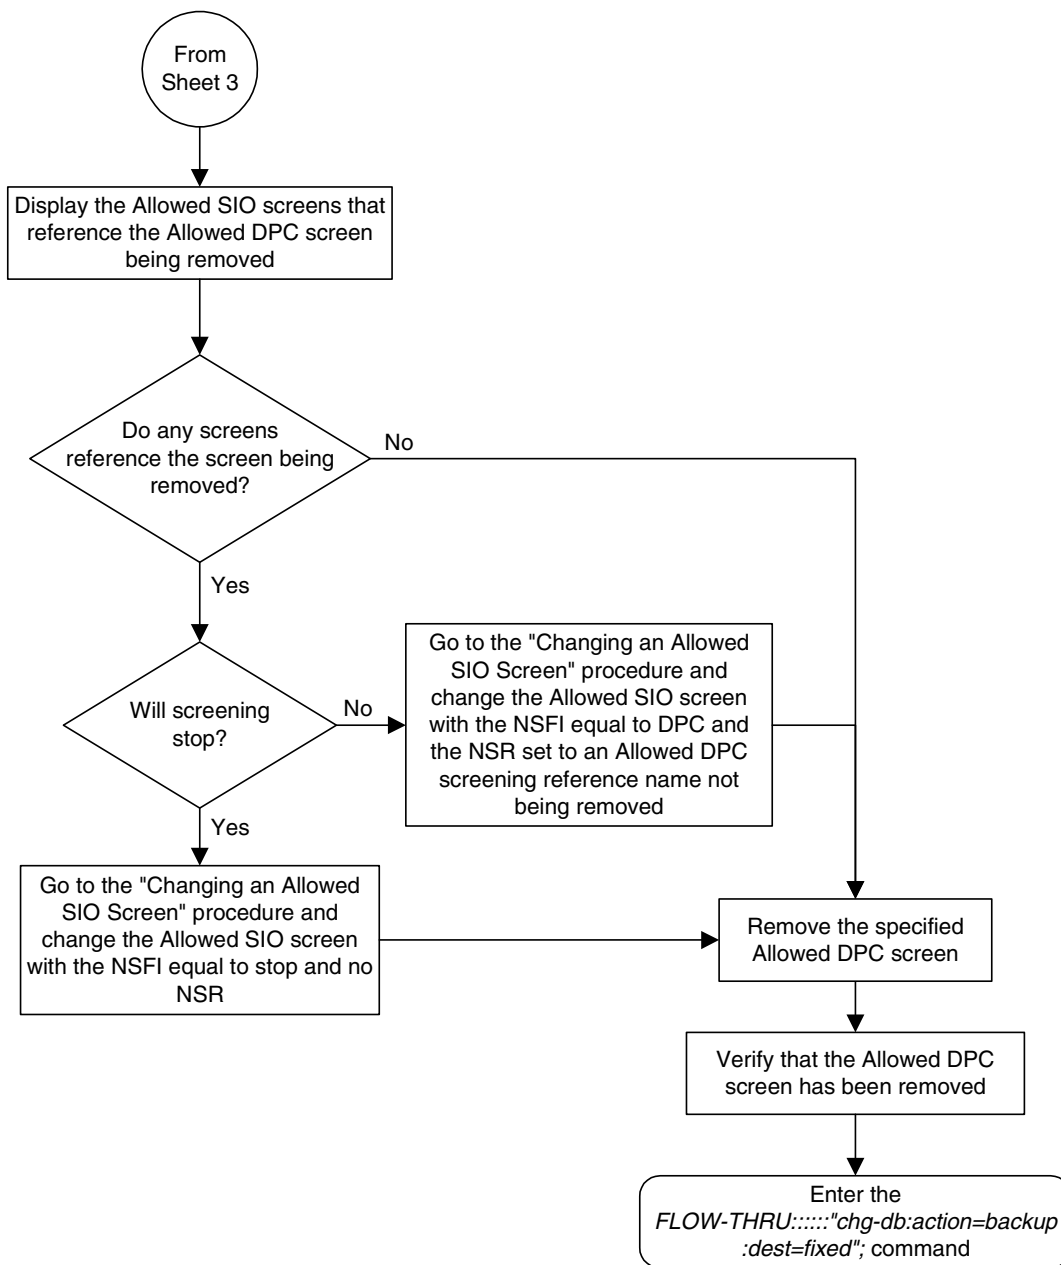 From
Sheet 3
Display the Allowed SIO screens that
reference the Allowed DPC screen
being removed
Do any screens
reference the screen being
removed?
No
Yes
Will screening
stop?
No
Go to the "Changing an Allowed
SIO Screen" procedure and
change the Allowed SIO screen
with the NSFI equal to DPC and
the NSR set to an Allowed DPC
screening reference name not
being removed
Yes
Go to the "Changing an Allowed
SIO Screen" procedure and
change the Allowed SIO screen
with the NSFI equal to stop and no
NSR
Remove the specified
Allowed DPC screen
Verify that the Allowed DPC
screen has been removed
Enter the
FLOW-THRU::::::"chg-db:action=backup
:dest=fixed"; command